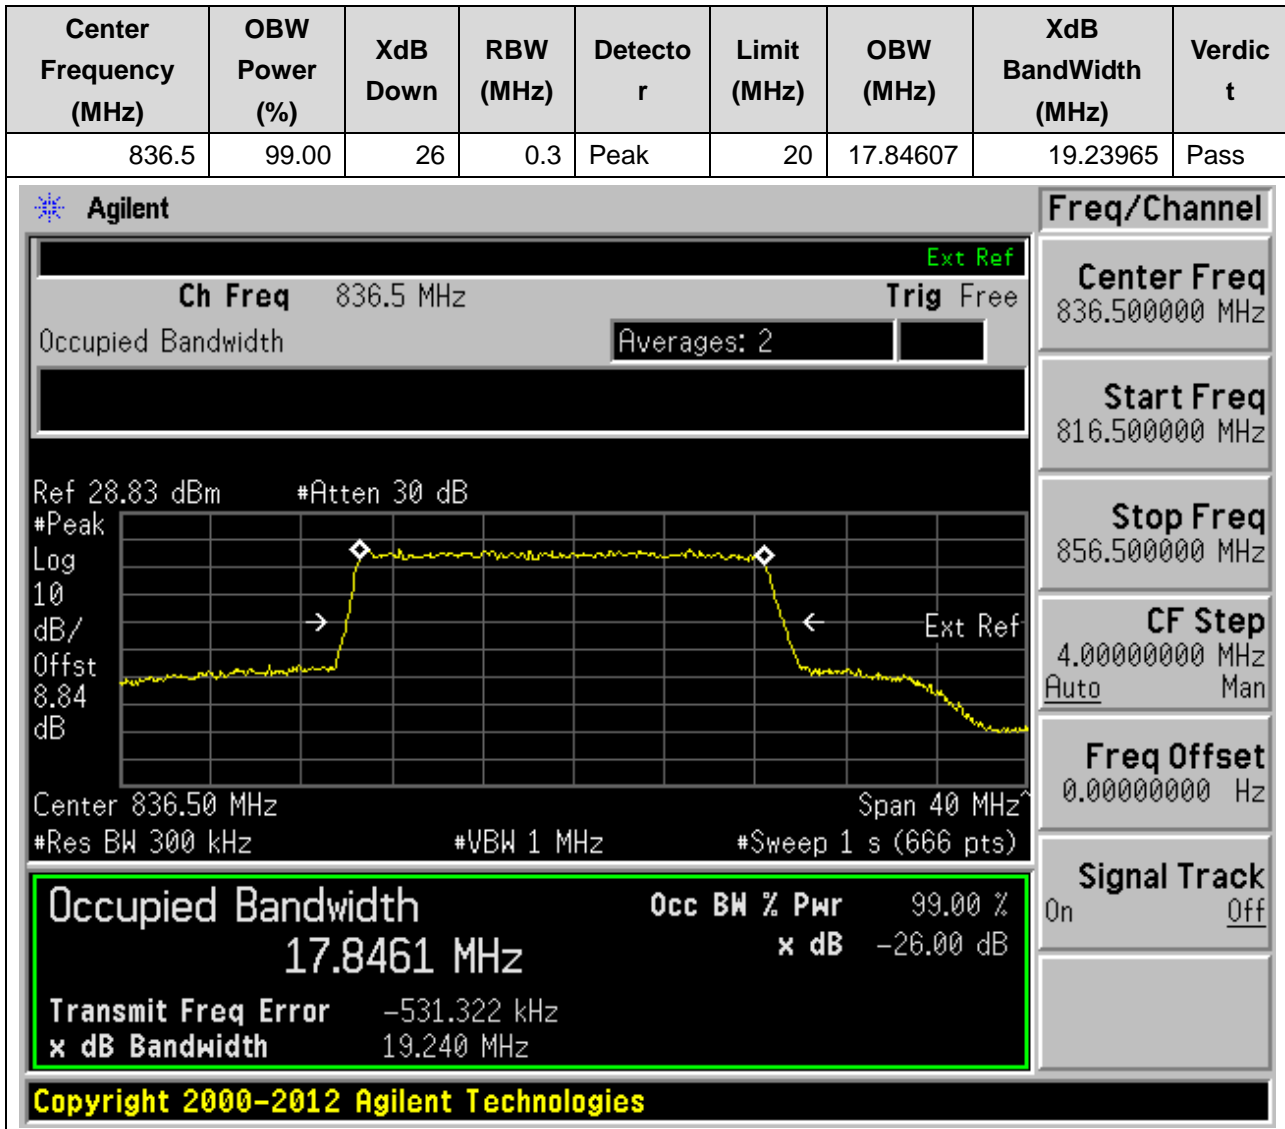 Center Frequency (MHz) OBW Power (%) XdB Down RBW (MHz) Detector Limit (MHz) OBW (MHz) XdB BandWidth (MHz) Verdict
836.5 99.00 26 0.3 Peak 20 17.84607 19.23965 Pass
Agilent
Freq/Channel
Ext Ref
Ch Freq 836.5 MHz Trig Free
Occupied Bandwidth Averages: 2
Center Freq
836.500000 MHz
Start Freq
816.500000 MHz
Stop Freq
856.500000 MHz
CF Step
4.00000000 MHz
Auto Man
Freq Offset
0.00000000 Hz
Signal Track
On Off
Ref 28.83 dBm #Atten 30 dB
#Peak
Log
10
dB/
Offst
8.84
dB
Ext Ref
Center 836.50 MHz Span 40 MHz^
#Res BW 300 kHz #VBW 1 MHz #Sweep 1 s (666 pts)
Occupied Bandwidth Occ BW % Pwr 99.00 %
17.8461 MHz x dB -26.00 dB
Transmit Freq Error -531.322 kHz
x dB Bandwidth 19.240 MHz
Copyright 2000-2012 Agilent Technologies